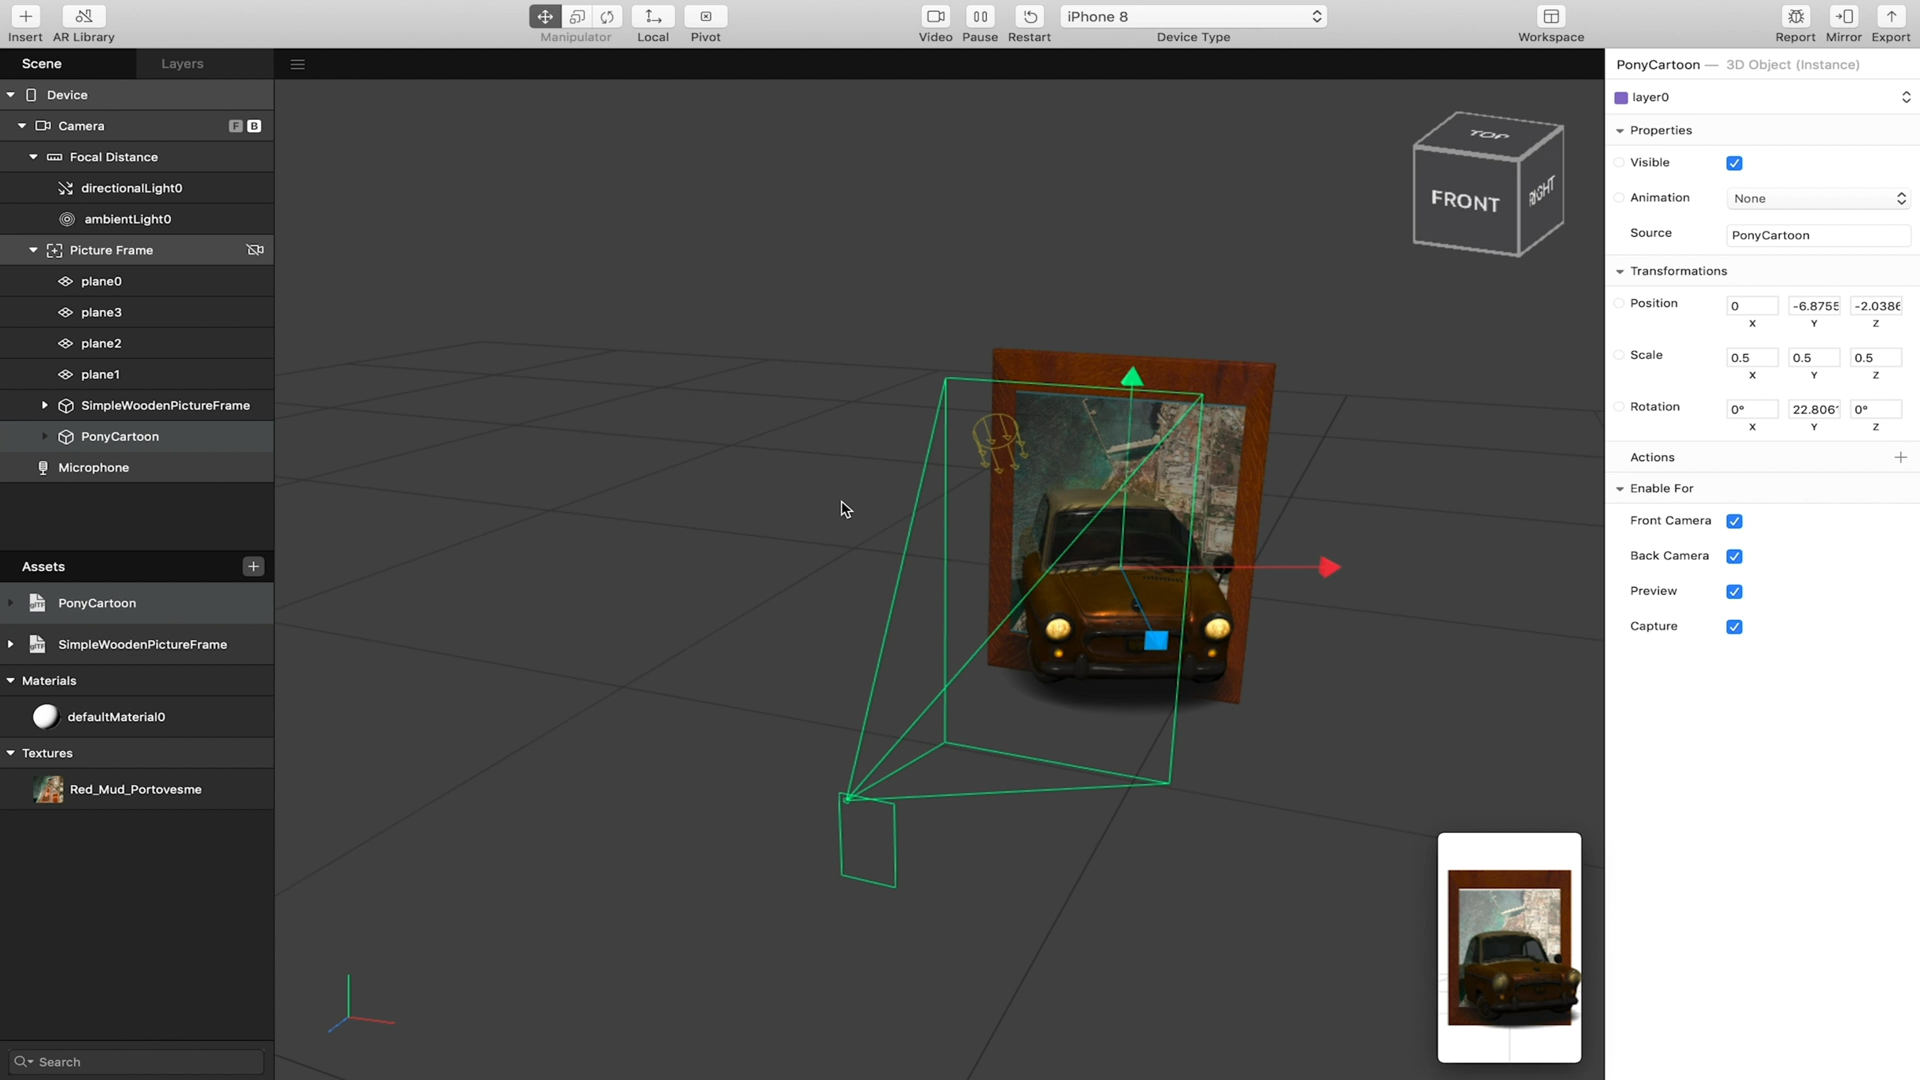 Insert
AR Library
Manipulator
Local
Pivot
Video
Pause
Restart
iPhone 8
Device Type
Workspace
Report
Mirror
Export
Scene
Layers
Device
Camera
F
B
Focal Distance
directionalLight0
ambientLight0
Picture Frame
plane0
plane3
plane2
plane1
SimpleWoodenPictureFrame
PonyCartoon
Microphone
Assets
glTF
PonyCartoon
glTF
SimpleWoodenPictureFrame
Materials
defaultMaterial0
Textures
Red_Mud_Portovesme
Search
TOP
FRONT
RIGHT
PonyCartoon — 3D Object (Instance)
layer0
Properties
Visible
Animation
None
Source
PonyCartoon
Transformations
Position
0
-6.8755
-2.0386
X
Y
Z
Scale
0.5
0.5
0.5
X
Y
Z
Rotation
0°
22.806°
0°
X
Y
Z
Actions
Enable For
Front Camera
Back Camera
Preview
Capture